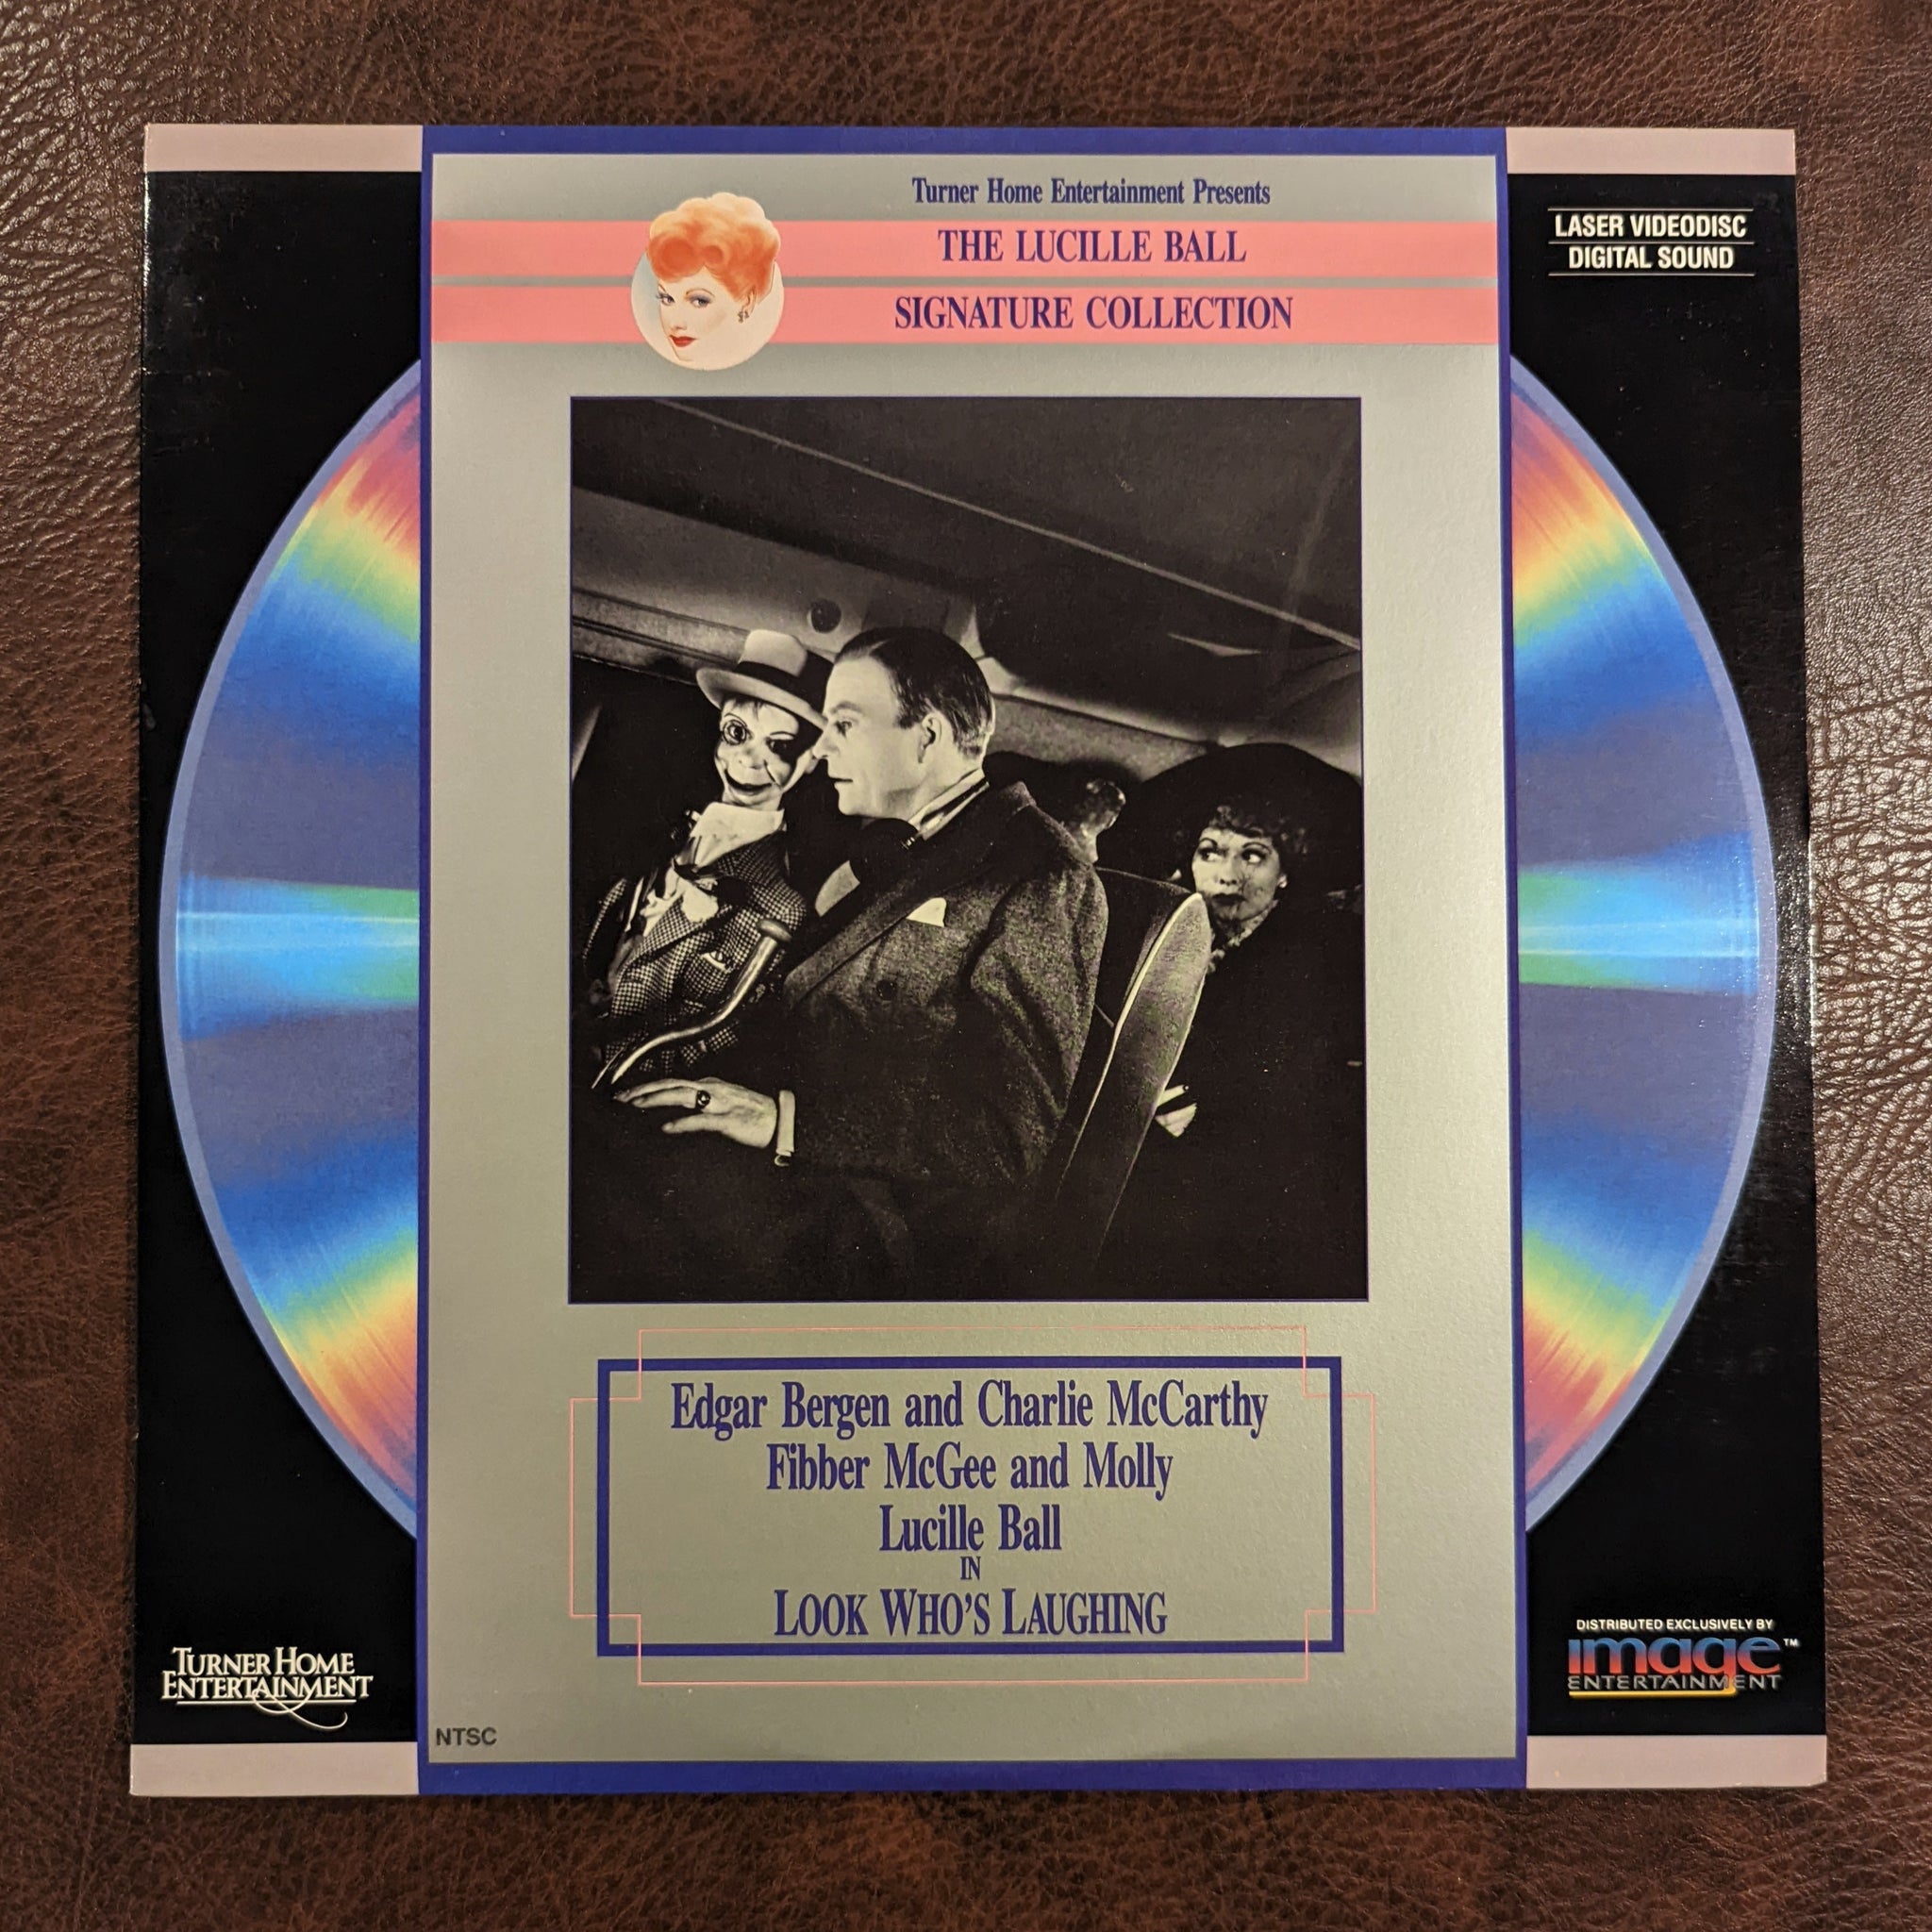 Turner Home Entertainment Presents
THE LUCILLE BALL
SIGNATURE COLLECTION
LASER VIDEODISC
DIGITAL SOUND
Edgar Bergen and Charlie McCarthy
Fibber McGee and Molly
Lucille Ball
IN
LOOK WHO'S LAUGHING
TURNER HOME
ENTERTAINMENT
NTSC
DISTRIBUTED EXCLUSIVELY BY
image™
ENTERTAINMENT